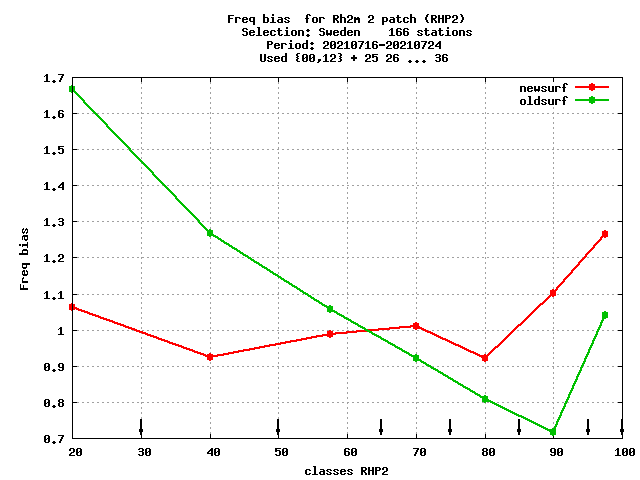 Freq bias  for Rh2m 2 patch (RHP2)
Selection: Sweden    166 stations
Period: 20210716-20210724
Used {00,12} + 25 26 ... 36
newsurf
oldsurf
1.7
1.6
1.5
1.4
1.3
1.2
1.1
1
0.9
0.8
0.7
Freq bias
20 30 40 50 60 70 80 90 100
classes RHP2